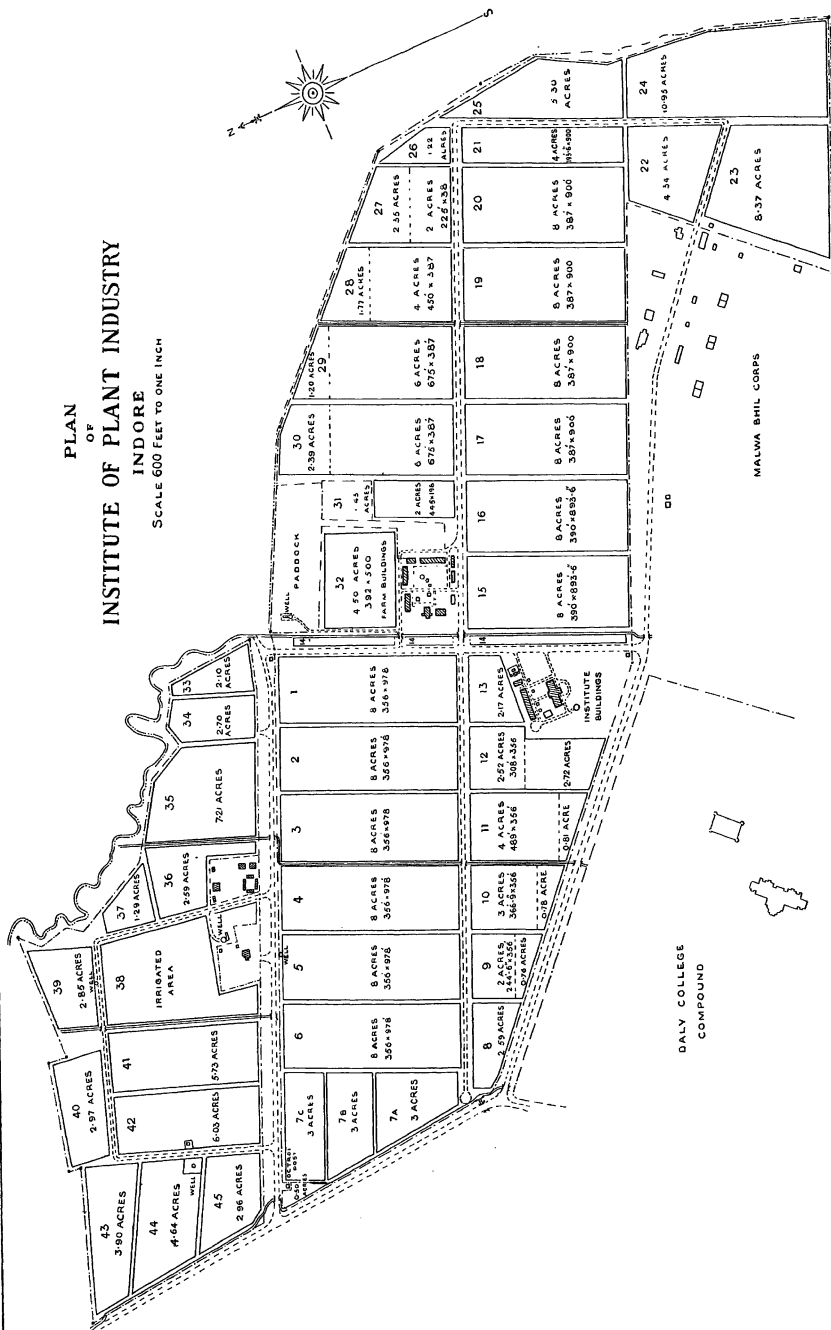 PLAN
OF
INSTITUTE OF PLANT INDUSTRY
INDORE
SCALE 600 FEET TO ONE INCH
N
S
25
5·30
ACRES
24
10·95 ACRES
26
1·22
ACRES
21
4 ACRES
22
4·34 ACRES
23
8·37 ACRES
27
2·35 ACRES
2 ACRES
225 × 38
20
8 ACRES
387 × 900
28
1·77 ACRES
4 ACRES
450 × 387
19
8 ACRES
387 × 900
29
1·20 ACRES
6 ACRES
675 × 387
18
8 ACRES
387 × 900
30
2·39 ACRES
6 ACRES
675 × 387
17
8 ACRES
387 × 900
31
·45
ACRES
2 ACRES
445 × 196
16
8 ACRES
390 × 893·6
PADDOCK
WELL
32
4·50 ACRES
392 × 500
FARM BUILDINGS
15
8 ACRES
390 × 893·6
MALWA BHIL CORPS
14
14
14
33
2·10
ACRES
34
2·70
ACRES
35
7·21 ACRES
36
2·59 ACRES
37
1·29 ACRES
38
IRRIGATED
AREA
WELL
39
2·85 ACRES
WELL
40
2·97 ACRES
41
5·73 ACRES
42
6·03 ACRES
43
3·90 ACRES
44
4·64 ACRES
WELL
45
2·96 ACRES
1
8 ACRES
356 × 978
2
8 ACRES
356 × 978
3
8 ACRES
356 × 978
4
8 ACRES
356 × 978
5
8 ACRES
356 × 978
WELL
6
8 ACRES
356 × 978
7C
3 ACRES
7B
3 ACRES
7A
3 ACRES
OCTROI
POST
0·50
ACRES
13
2·17 ACRES
INSTITUTE
BUILDINGS
12
2·52 ACRES
308 × 356
2·72 ACRES
11
4 ACRES
489 × 356
0·81 ACRE
10
3 ACRES
366·9 × 356
0·78 ACRE
9
2 ACRES
244·6 × 356
0·76 ACRE
8
2·59 ACRES
DALY COLLEGE
COMPOUND